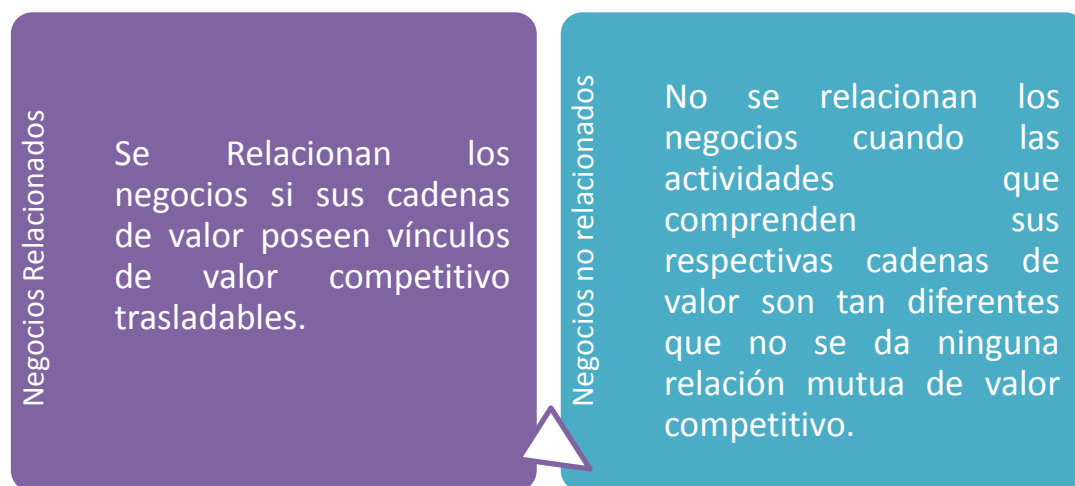 Negocios Relacionados
Se Relacionan los
negocios si sus cadenas
de valor poseen vínculos
de valor competitivo
trasladables.
Negocios no relacionados
No se relacionan los
negocios cuando las
actividades que
comprenden sus
respectivas cadenas de
valor son tan diferentes
que no se da ninguna
relación mutua de valor
competitivo.